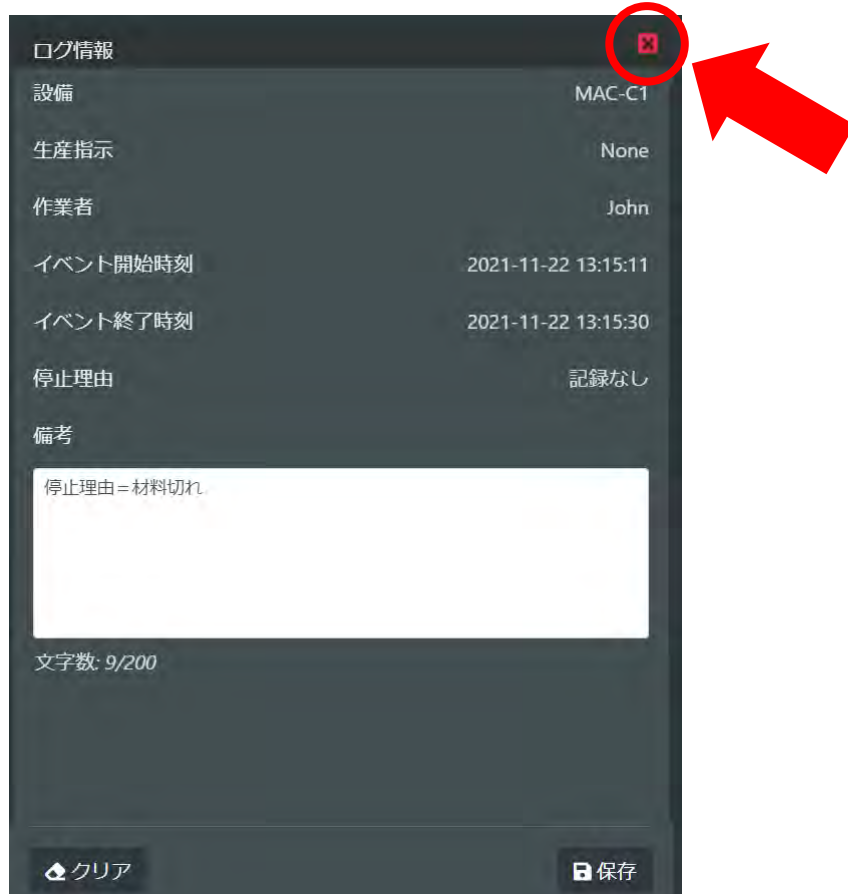 ログ情報
設備 MAC-C1
生産指示 None
作業者 John
イベント開始時刻 2021-11-22 13:15:11
イベント終了時刻 2021-11-22 13:15:30
停止理由 記録なし
備考
停止理由=材料切れ
文字数: 9/200
クリア 保存